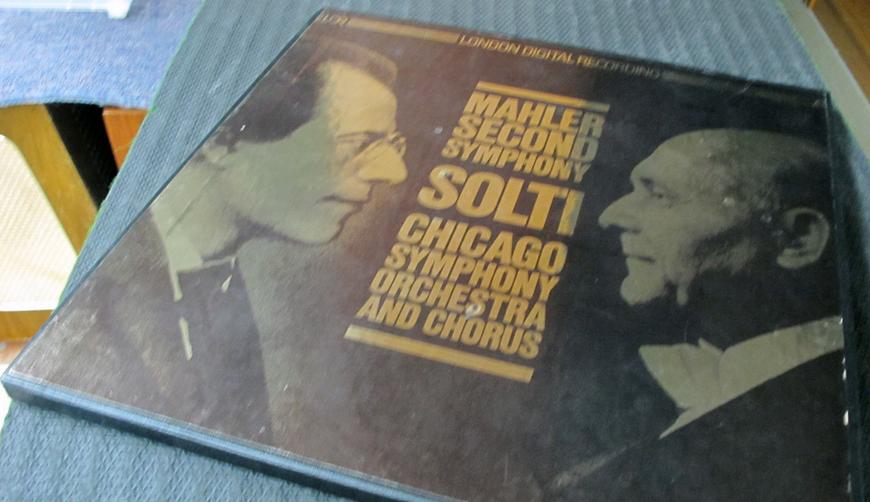 LONDON DIGITAL RECORDING
MAHLER
SECOND
SYMPHONY
SOLTI
CHICAGO
SYMPHONY
ORCHESTRA
AND CHORUS